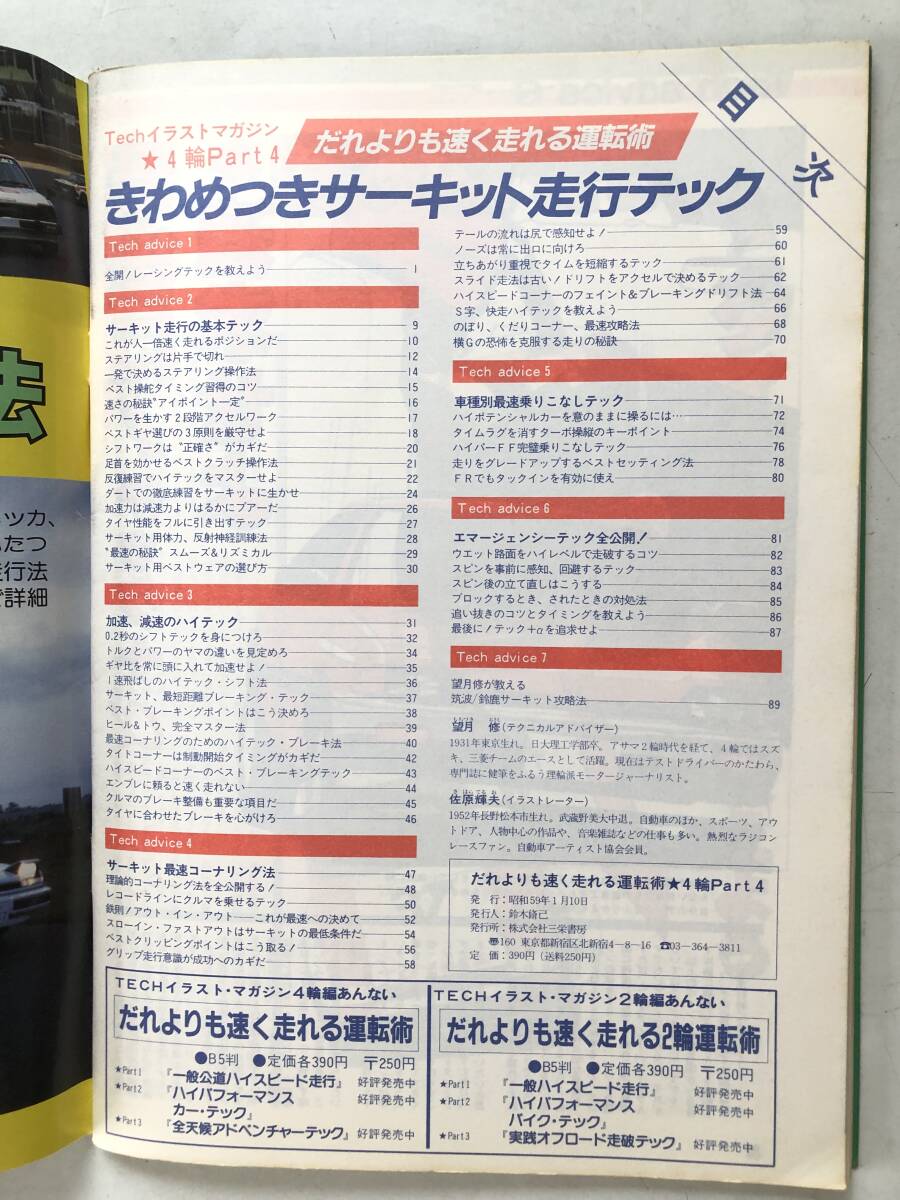 目次
Techイラストマガジン
★4輪Part4
だれよりも速く走れる運転術
きわめつきサーキット走行テック
Tech advice 1
全開!レーシングテックを教えよう 1
Tech advice 2
サーキット走行の基本テック 9
これが人一倍速く走れるポジションだ 10
ステアリングは片手で切れ 12
一発で決めるステアリング操作法 14
ベスト操舵タイミング習得のコツ 15
速さの秘訣"アイポイント一定" 16
パワーを生かす2段階アクセルワーク 17
ベストギヤ選びの3原則を厳守せよ 18
シフトワークは"正確さ"がカギだ 20
足首を効かせるベストクラッチ操作法 21
反復練習でハイテックをマスターせよ 22
ダートでの徹底練習をサーキットに生かせ 24
加速力は減速力よりはるかにプアーだ 26
タイヤ性能をフルに引き出すテック 27
サーキット用体力、反射神経訓練法 28
"最速の秘訣"スムーズ&リズミカル 29
サーキット用ベストウェアの選び方 30
Tech advice 3
加速、減速のハイテック 31
0.2秒のシフトテックを身につけろ 32
トルクとパワーのヤマの違いを見定めろ 34
ギヤ比を常に頭に入れて加速せよ! 35
1速飛ばしのハイテック・シフト法 36
サーキット、最短距離ブレーキング・テック 37
ベスト・ブレーキングポイントはこう決めろ 38
ヒール&トウ、完全マスター法 39
最速コーナリングのためのハイテック・ブレーキ法 40
タイトコーナーは制動開始タイミングがカギだ 42
ハイスピードコーナーのベスト・ブレーキングテック 43
エンブレに頼ると速く走れない 44
クルマのブレーキ整備も重要な項目だ 45
タイヤに合わせたブレーキを心がけろ 46
Tech advice 4
サーキット最速コーナリング法 47
理論的コーナリング法を全公開する! 48
レコードラインにクルマを乗せるテック 50
鉄則!アウト・イン・アウト——これが最速への決めて 52
スローイン・ファストアウトはサーキットの最低条件だ 54
ベストクリッピングポイントはこう取る! 56
グリップ走行意識が成功へのカギだ 58
テールの流れは尻で感知せよ! 59
ノーズは常に出口に向けろ 60
立ちあがり重視でタイムを短縮するテック 61
スライド走法は古い!ドリフトをアクセルで決めるテック 62
ハイスピードコーナーのフェイント&ブレーキングドリフト法 64
S字、快走ハイテックを教えよう 66
のぼり、くだりコーナー、最速攻略法 68
横Gの恐怖を克服する走りの秘訣 70
Tech advice 5
車種別最速乗りこなしテック 71
ハイポテンシャルカーを意のままに操るには… 72
タイムラグを消すターボ操縦のキーポイント 74
ハイパーFF完璧乗りこなしテック 76
走りをグレードアップするベストセッティング法 78
FRでもタックインを有効に使え 80
Tech advice 6
エマージェンシーテック全公開! 81
ウエット路面をハイレベルで走破するコツ 82
スピンを事前に感知、回避するテック 83
スピン後の立て直しはこうする 84
ブロックするとき、されたときの対処法 85
追い抜きのコツとタイミングを教えよう 86
最後に!テック+αを追求せよ 87
Tech advice 7
望月修が教える
筑波/鈴鹿サーキット攻略法 89
望月 修(テクニカルアドバイザー)
1931年東京生れ。日大理工学部卒。アサマ2輪時代を経て、4輪ではスズ
キ、三菱チームのエースとして活躍。現在はテストドライバーのかたわら、
専門誌に健筆をふるう理輪派モータージャーナリスト。
佐原輝夫(イラストレーター)
1952年長野松本市生れ。武蔵野美大中退。自動車のほか、スポーツ、アウ
トドア、人物中心の作品や、音楽雑誌などの仕事も多い。熱烈なラジコン
レースファン。自動車アーティスト協会会員。
だれよりも速く走れる運転術★4輪Part4
発 行:昭和59年1月10日
発行人:鈴木脩己
発行所:株式会社三栄書房
〠160 東京都新宿区北新宿4-8-16 ☎03-364-3811
定 価:390円(送料250円)
TECHイラスト・マガジン4輪編あんない
だれよりも速く走れる運転術
●B5判 ●定価各390円 〒250円
★Part1 『一般公道ハイスピード走行』 好評発売中
★Part2 『ハイパフォーマンス
カー・テック』 好評発売中
★Part3 『全天候アドベンチャーテック』 好評発売中
TECHイラスト・マガジン2輪編あんない
だれよりも速く走れる2輪運転術
●B5判 ●定価各390円 〒250円
★Part1 『一般ハイスピード走行』 好評発売中
★Part2 『ハイパフォーマンス
バイク・テック』 好評発売中
★Part3 『実践オフロード走破テック』 好評発売中
法
ッカ、
たつ
行法
詳細